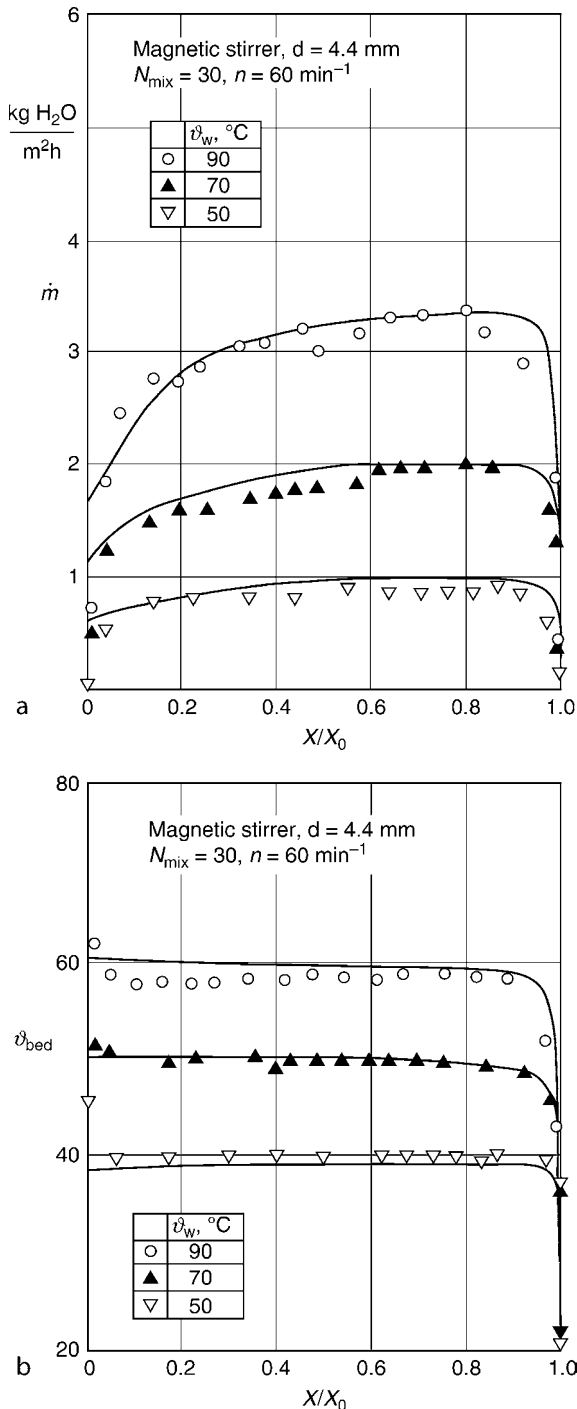 6
Magnetic stirrer, d = 4.4 mm
N_mix = 30, n = 60 min⁻¹
kg H₂O
m²h
ϑ_w, °C
90
70
50
4
ṁ
3
2
1
a
0 0.2 0.4 0.6 0.8 1.0
X/X₀
80
Magnetic stirrer, d = 4.4 mm
N_mix = 30, n = 60 min⁻¹
60
ϑ_bed
40
ϑ_w, °C
90
70
50
20
b
0 0.2 0.4 0.6 0.8 1.0
X/X₀